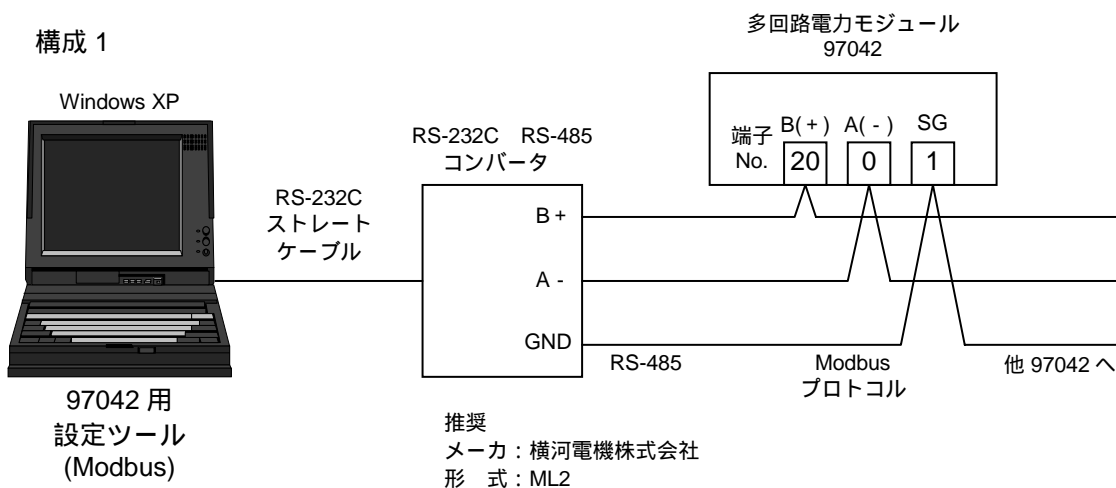 構成 1
Windows XP
97042 用
設定ツール
(Modbus)
RS-232C
ストレート
ケーブル
RS-232C RS-485
コンバータ
B +
A -
GND
推奨
メーカ：横河電機株式会社
形 式：ML2
多回路電力モジュール
97042
端子
No.
B( + ) A( - ) SG
20 0 1
RS-485
Modbus
プロトコル
他 97042 へ